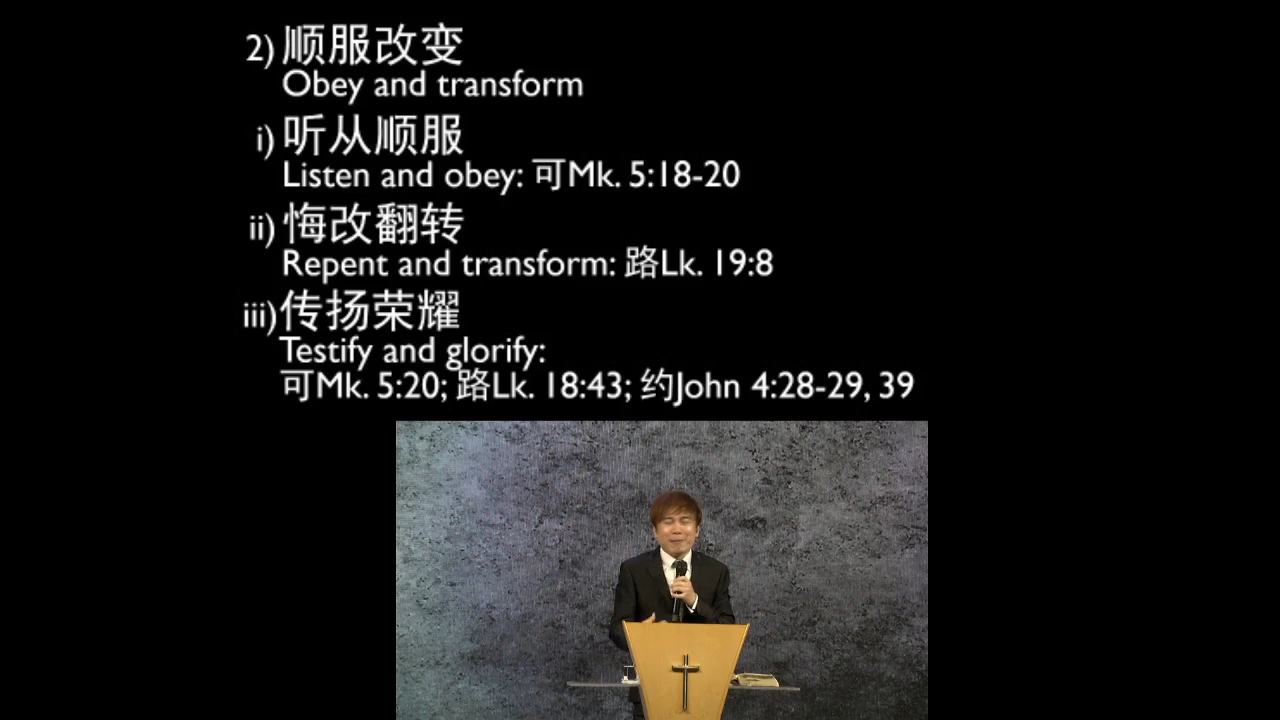 2) 顺服改变
Obey and transform
i) 听从顺服
Listen and obey: 可Mk. 5:18-20
ii) 悔改翻转
Repent and transform: 路Lk. 19:8
iii) 传扬荣耀
Testify and glorify:
可Mk. 5:20; 路Lk. 18:43; 约John 4:28-29, 39